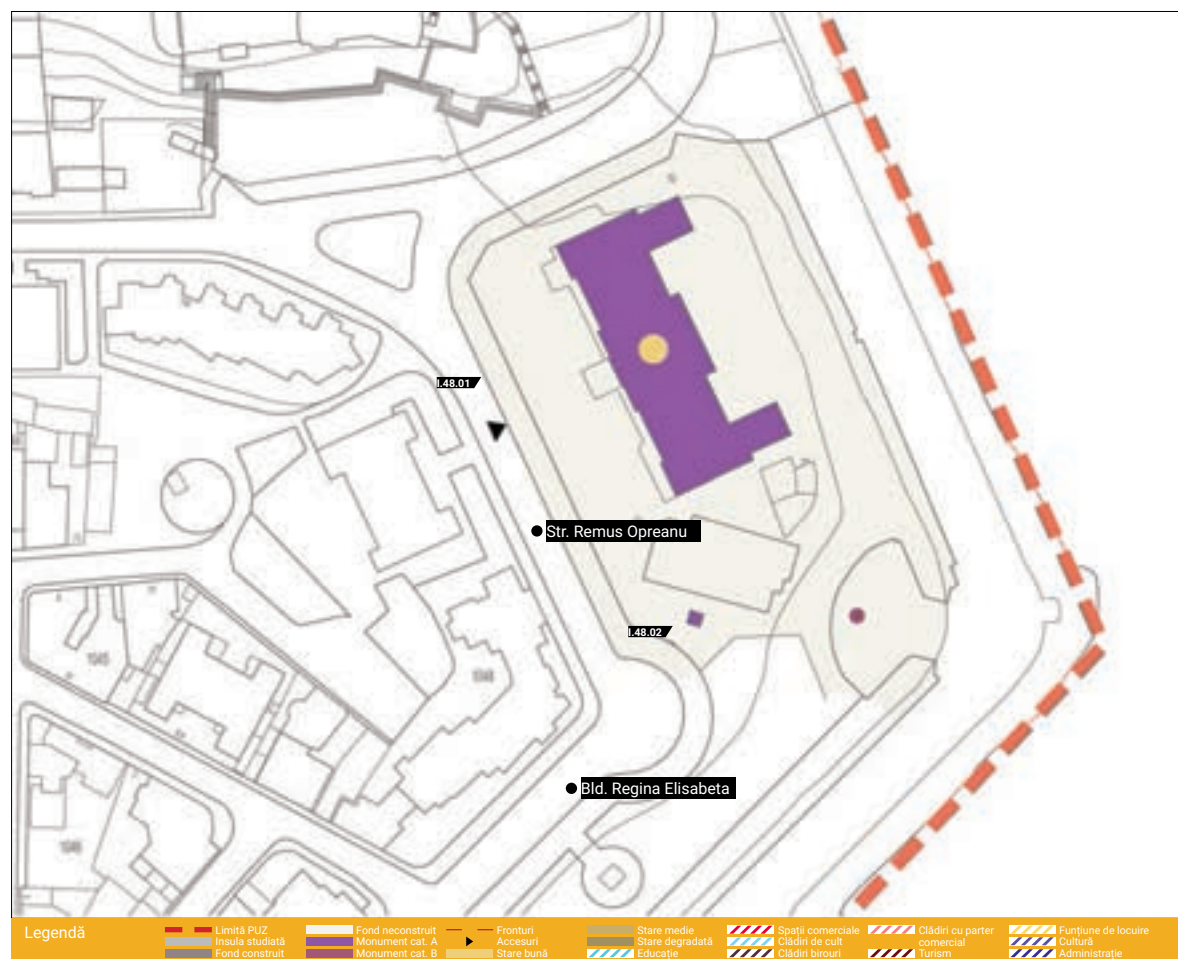 I.48.01
Str. Remus Opreanu
I.48.02
Bld. Regina Elisabeta
Legendă
Limită PUZ
Insula studiată
Fond construit
Fond neconstruit
Monument cat. A
Monument cat. B
Fronturi
Accesuri
Stare bună
Stare medie
Stare degradată
Educație
Spații comerciale
Clădiri de cult
Clădiri birouri
Clădiri cu parter
comercial
Turism
Funțiune de locuire
Cultură
Administrație